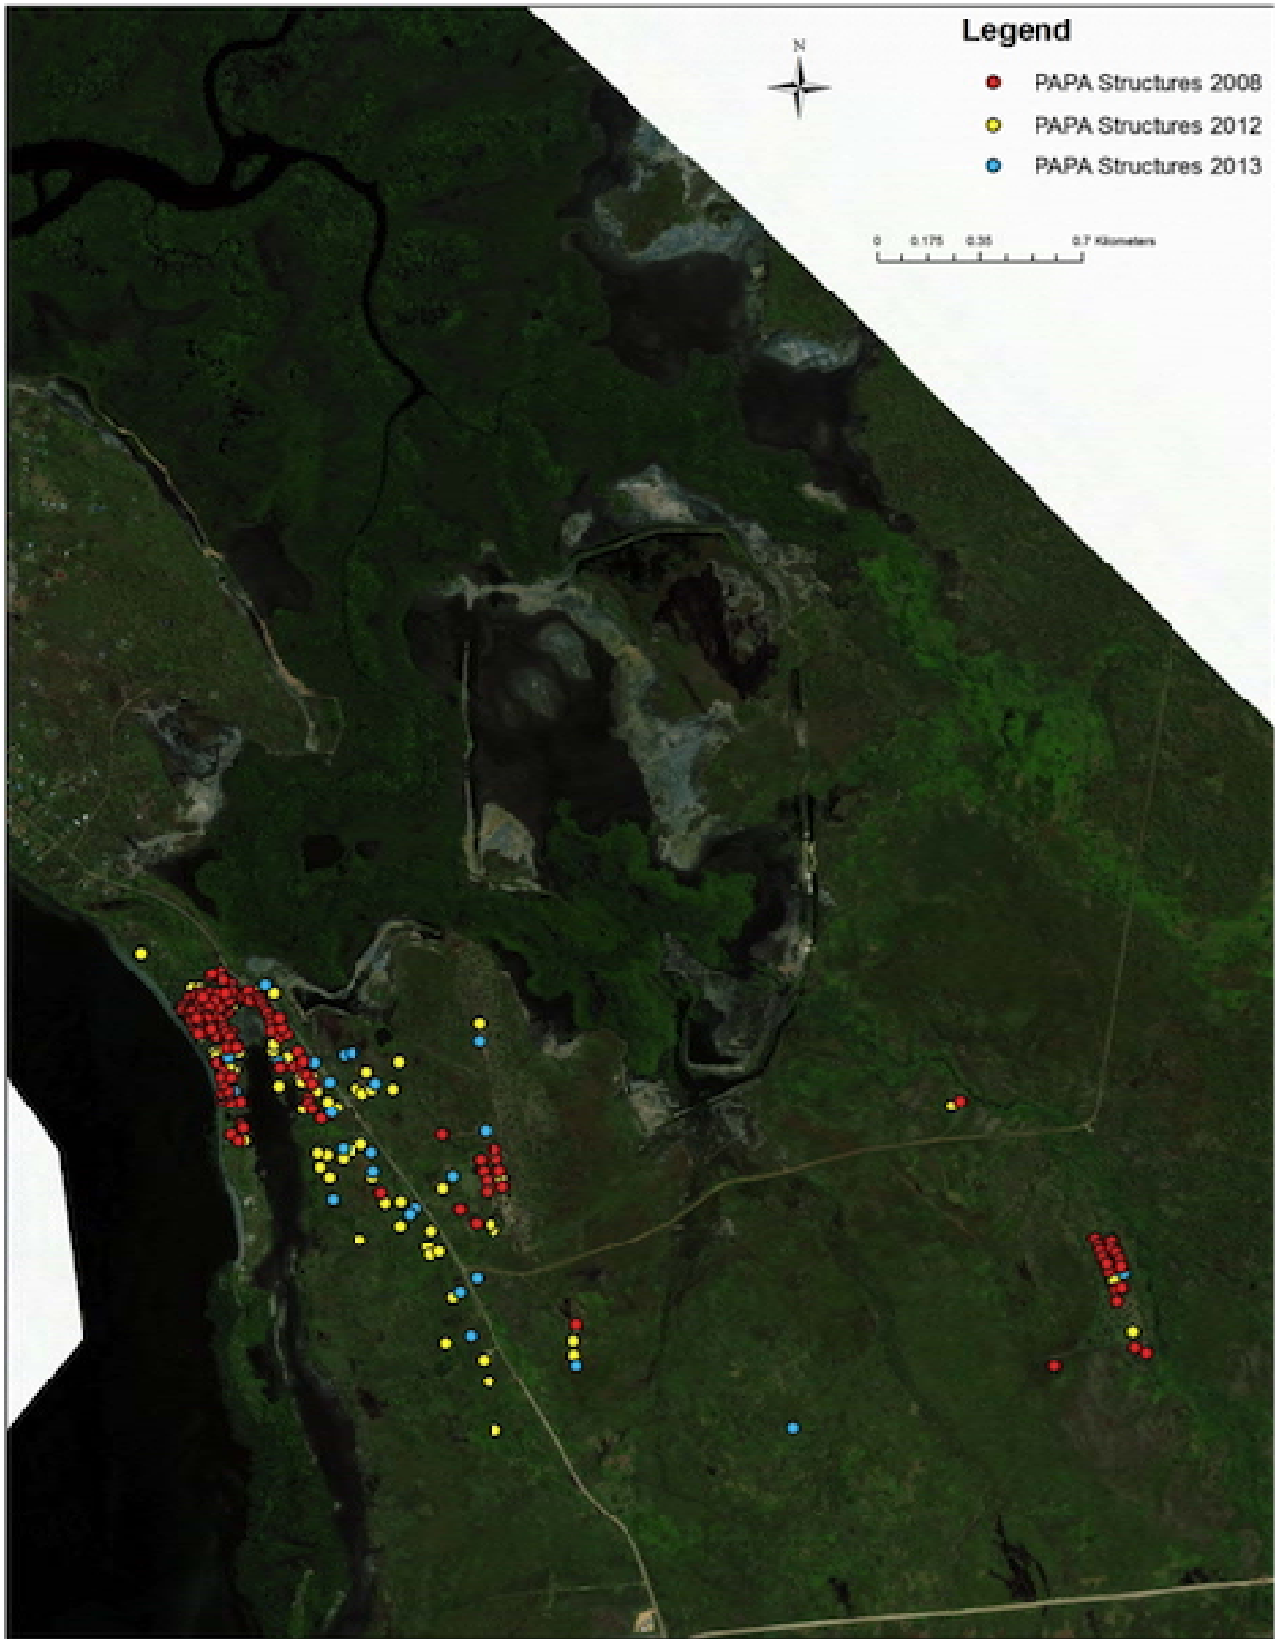 Legend
N
PAPA Structures 2008
PAPA Structures 2012
PAPA Structures 2013
0 0.175 0.35 0.7 Kilometers